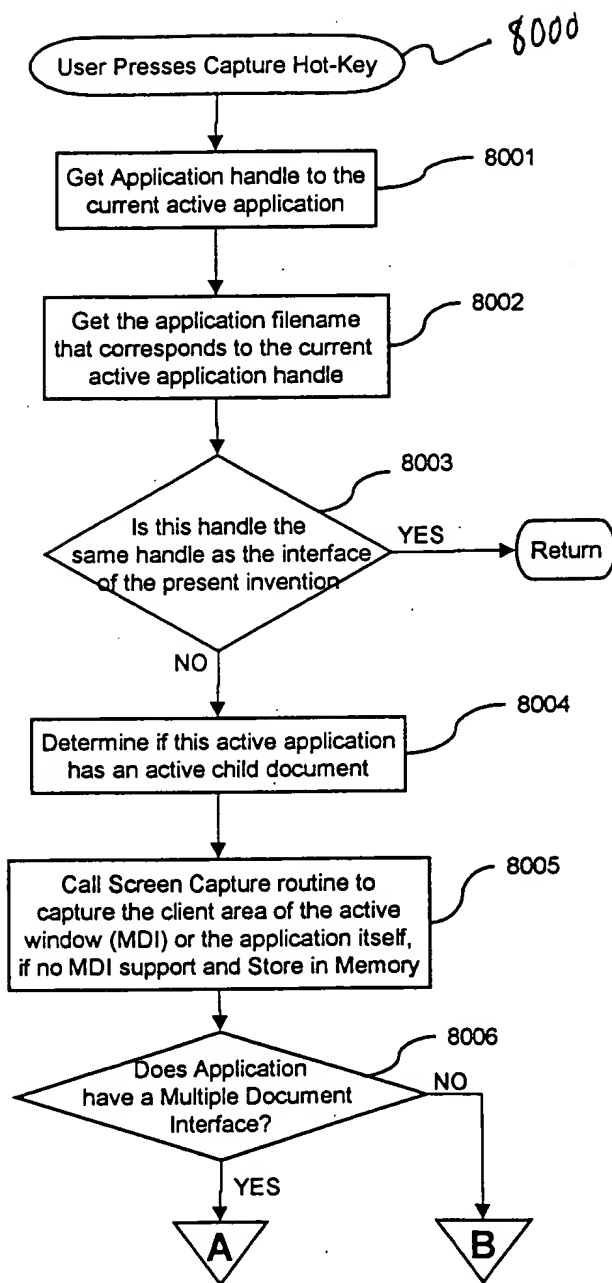 8000
User Presses Capture Hot-Key
8001
Get Application handle to the
current active application
8002
Get the application filename
that corresponds to the current
active application handle
8003
Is this handle the
same handle as the interface
of the present invention
YES
Return
NO
8004
Determine if this active application
has an active child document
8005
Call Screen Capture routine to
capture the client area of the active
window (MDI) or the application itself,
if no MDI support and Store in Memory
8006
Does Application
have a Multiple Document
Interface?
NO
YES
A
B